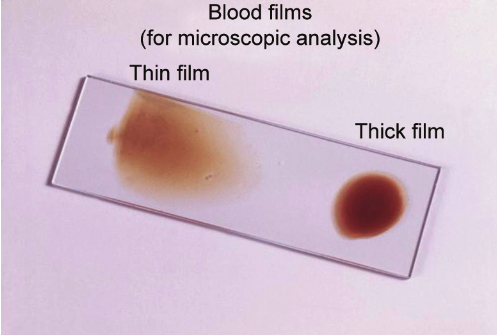 Blood films
(for microscopic analysis)
Thin film
Thick film